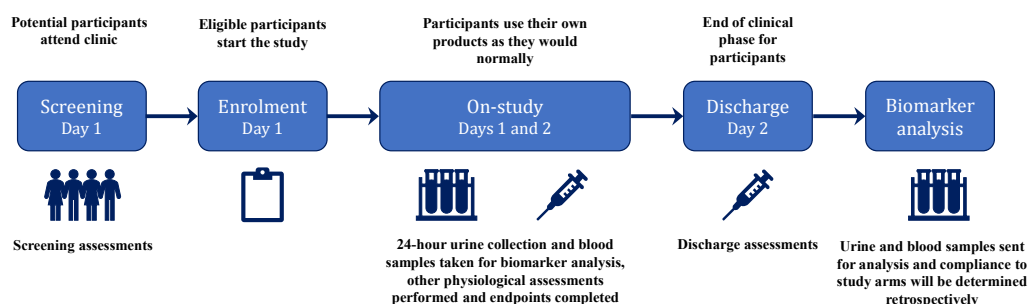 Potential participants
attend clinic
Eligible participants
start the study
Participants use their own
products as they would
normally
End of clinical
phase for
participants
Screening
Day 1
Enrolment
Day 1
On-study
Days 1 and 2
Discharge
Day 2
Biomarker
analysis
Screening assessments
24-hour urine collection and blood
samples taken for biomarker analysis,
other physiological assessments
performed and endpoints completed
Discharge assessments
Urine and blood samples sent
for analysis and compliance to
study arms will be determined
retrospectively